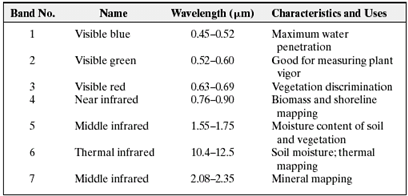 Band No. Name Wavelength (μm) Characteristics and Uses
1 Visible blue 0.45–0.52 Maximum water
penetration
2 Visible green 0.52–0.60 Good for measuring plant
vigor
3 Visible red 0.63–0.69 Vegetation discrimination
4 Near infrared 0.76–0.90 Biomass and shoreline
mapping
5 Middle infrared 1.55–1.75 Moisture content of soil
and vegetation
6 Thermal infrared 10.4–12.5 Soil moisture; thermal
mapping
7 Middle infrared 2.08–2.35 Mineral mapping